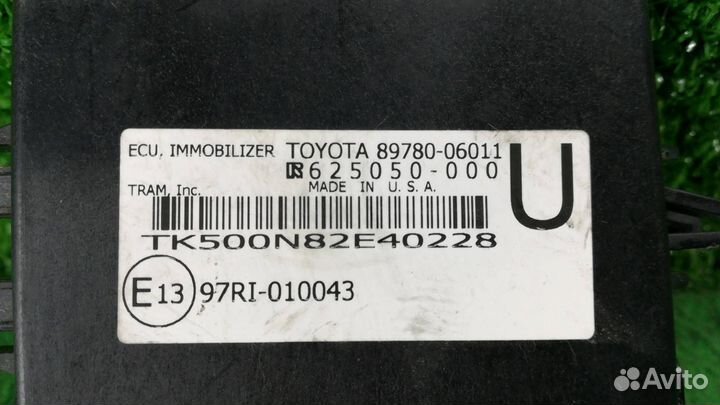 ECU, IMMOBILIZER TOYOTA 89780-06011
625050-000
TRAM, Inc. MADE IN U.S.A.
U
TK500N82E40228
E13 97RI-010043
Avito